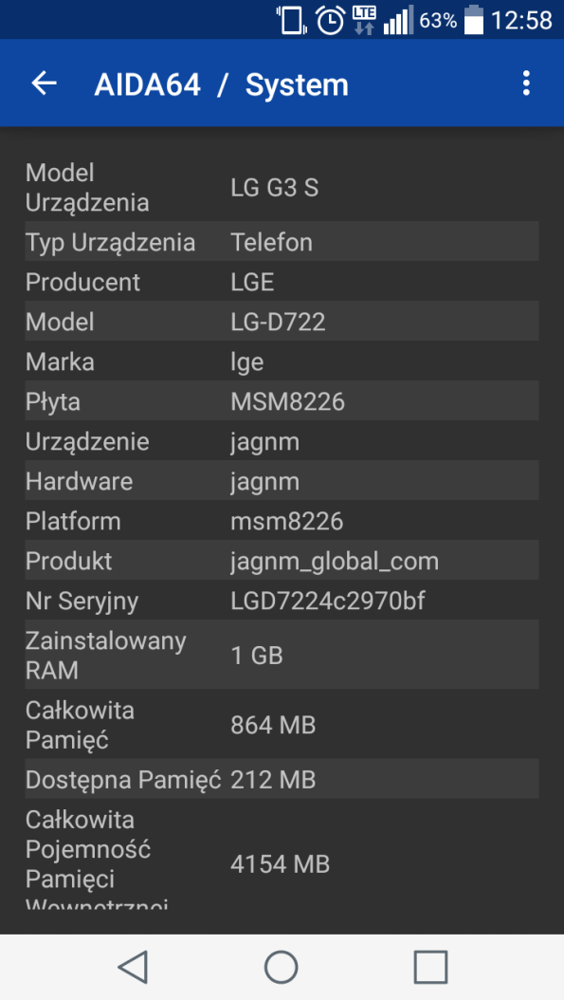 LTE 63% 12:58
AIDA64 / System
Model
Urządzenia
LG G3 S
Typ Urządzenia Telefon
Producent LGE
Model LG-D722
Marka lge
Płyta MSM8226
Urządzenie jagnm
Hardware jagnm
Platform msm8226
Produkt jagnm_global_com
Nr Seryjny LGD7224c2970bf
Zainstalowany
RAM
1 GB
Całkowita
Pamięć
864 MB
Dostępna Pamięć 212 MB
Całkowita
Pojemność
Pamięci
Wewnętrznej
4154 MB